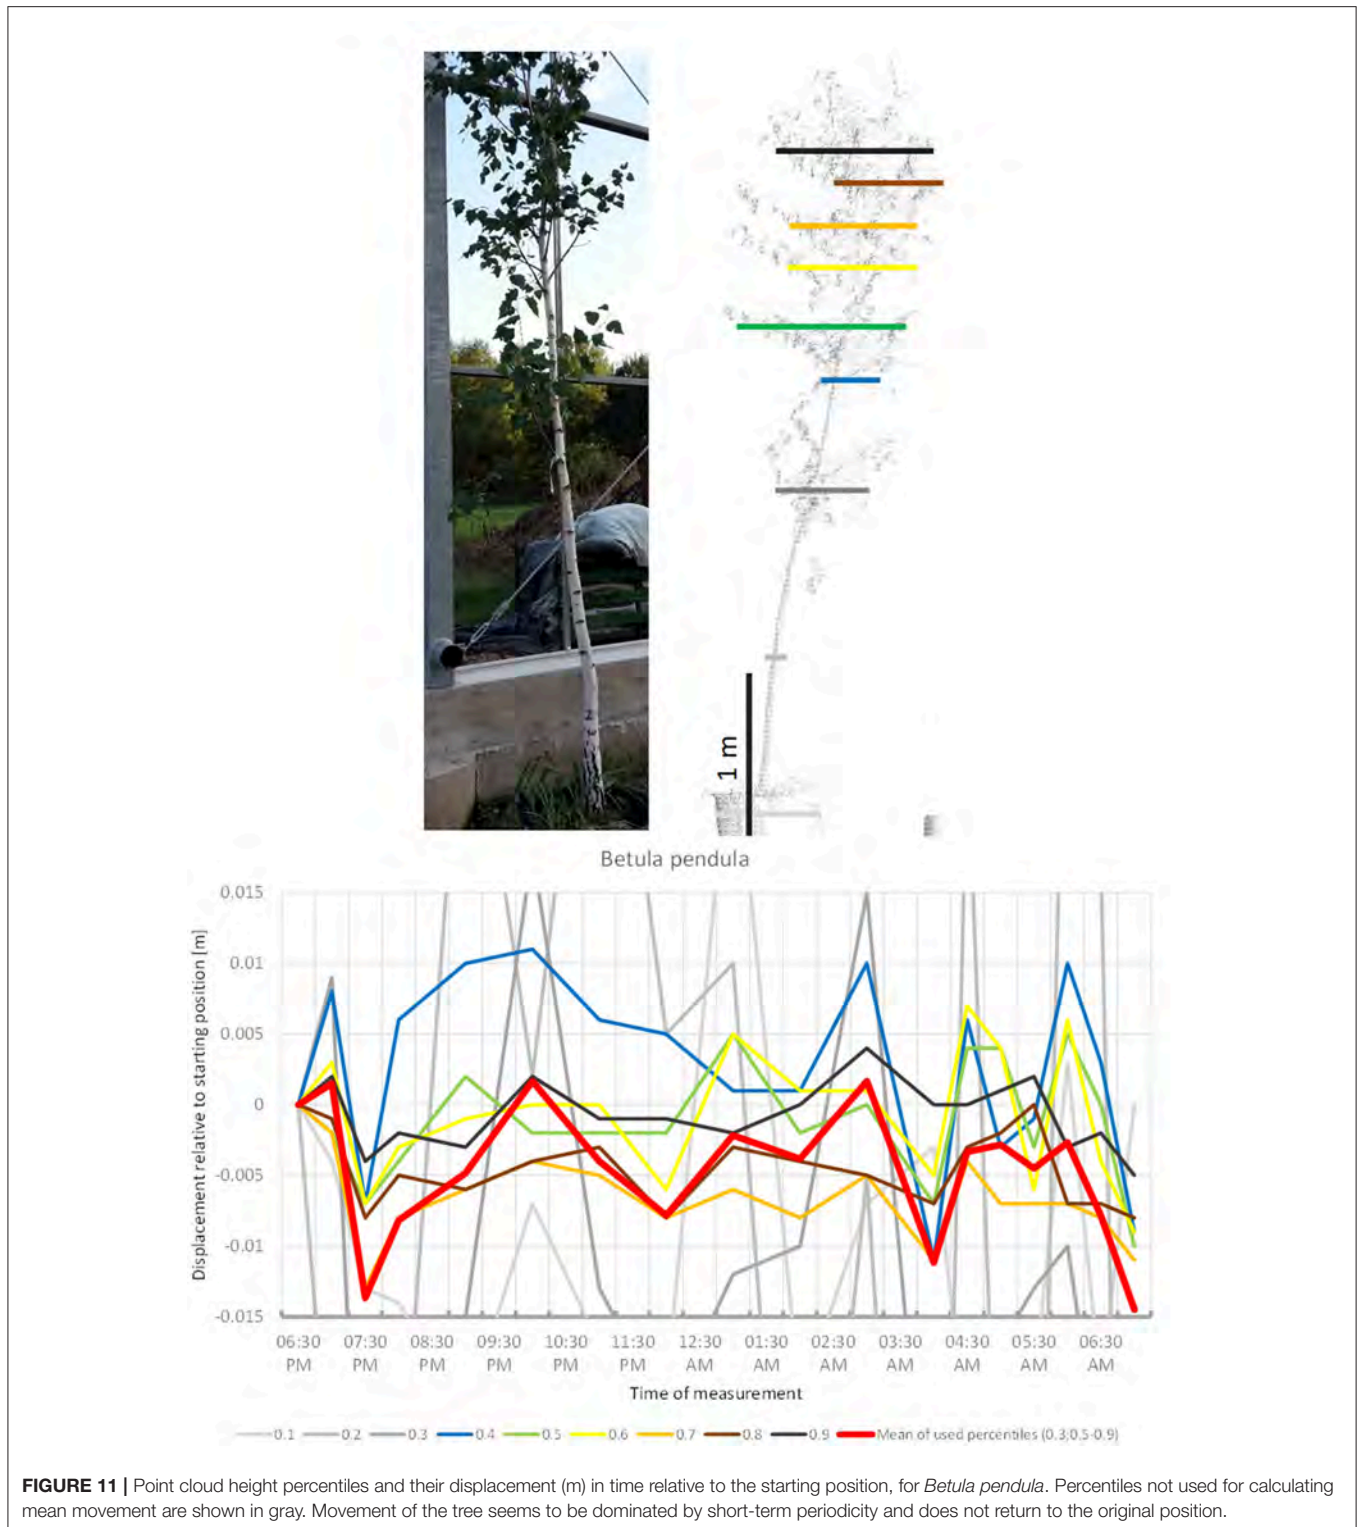 1 m
Betula pendula
Displacement relative to starting position [m]
0.015
0.01
0.005
0
-0.005
-0.01
-0.015
06:30 07:30 08:30 09:30 10:30 11:30 12:30 01:30 02:30 03:30 04:30 05:30 06:30
PM PM PM PM PM PM AM AM AM AM AM AM AM
Time of measurement
0.1 0.2 0.3 0.4 0.5 0.6 0.7 0.8 0.9 Mean of used percentiles (0.3;0.5-0.9)
FIGURE 11 | Point cloud height percentiles and their displacement (m) in time relative to the starting position, for Betula pendula. Percentiles not used for calculating
mean movement are shown in gray. Movement of the tree seems to be dominated by short-term periodicity and does not return to the original position.